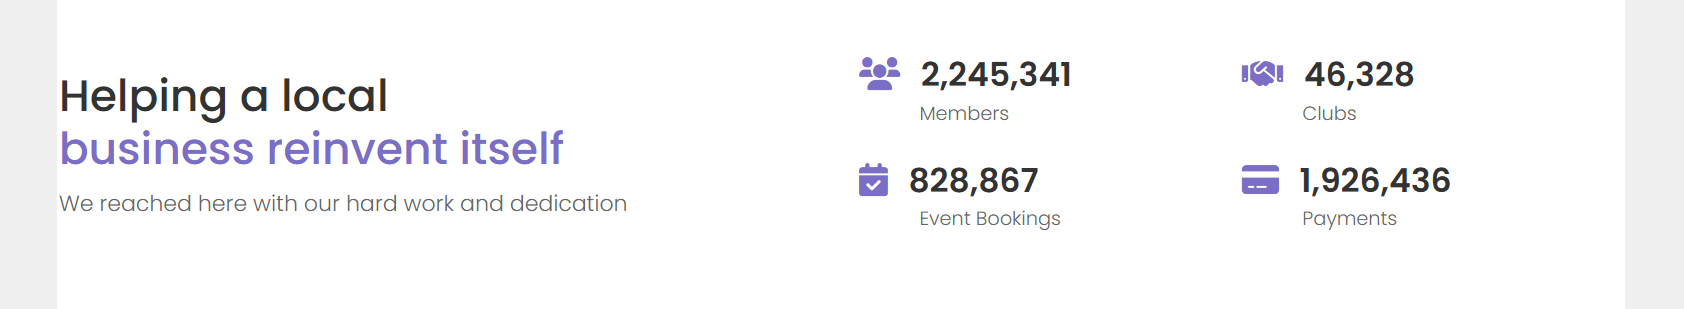 Helping a local
business reinvent itself
We reached here with our hard work and dedication
2,245,341
Members
46,328
Clubs
828,867
Event Bookings
1,926,436
Payments